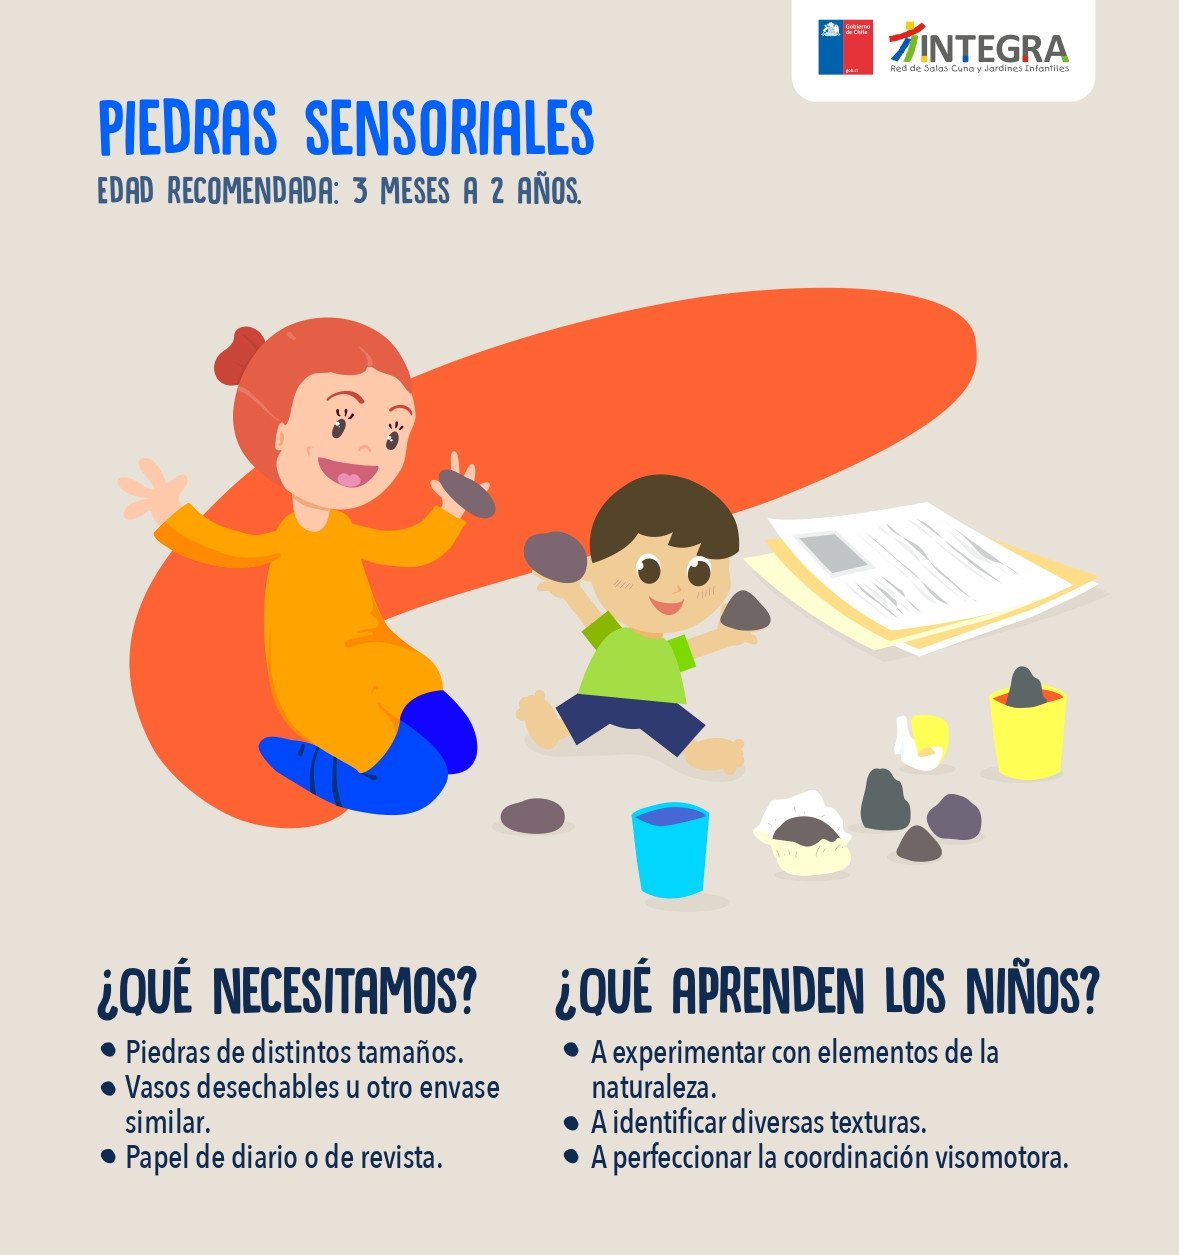 Gobierno
de Chile
gob.cl
INTEGRA
Red de Salas Cuna y Jardines Infantiles
PIEDRAS SENSORIALES
EDAD RECOMENDADA: 3 MESES A 2 AÑOS.
¿QUÉ NECESITAMOS?
Piedras de distintos tamaños.
Vasos desechables u otro envase
similar.
Papel de diario o de revista.
¿QUÉ APRENDEN LOS NIÑOS?
A experimentar con elementos de la
naturaleza.
A identificar diversas texturas.
A perfeccionar la coordinación visomotora.